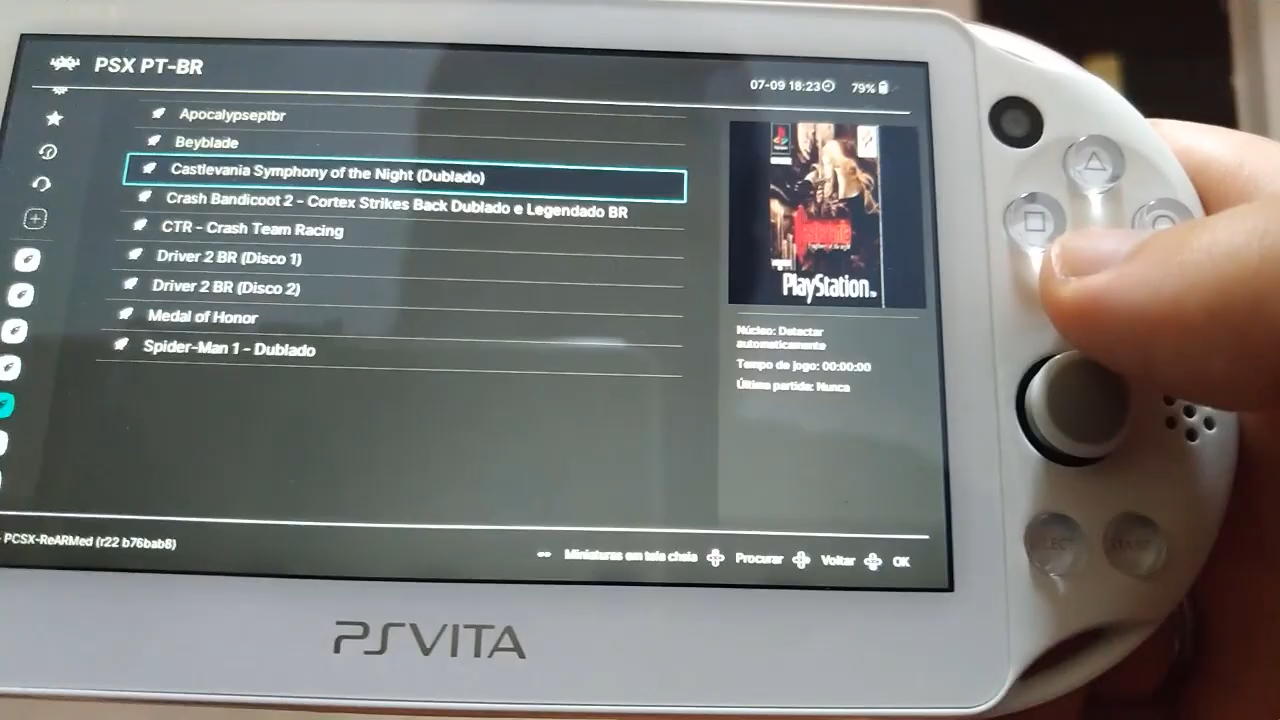 PSX PT-BR
07-09 18:23 79%
Apocalypseptbr
Beyblade
Castlevania Symphony of the Night (Dublado)
Crash Bandicoot 2 - Cortex Strikes Back Dublado e Legendado BR
CTR - Crash Team Racing
Driver 2 BR (Disco 1)
Driver 2 BR (Disco 2)
Medal of Honor
Spider-Man 1 - Dublado
PlayStation
Núcleo: Detectar
automaticamente
Tempo de jogo: 00:00:00
Última partida: Nunca
- PCSX-ReARMed (r22 b76bab8)
Miniaturas em tela cheia Procurar Voltar OK
PSVITA